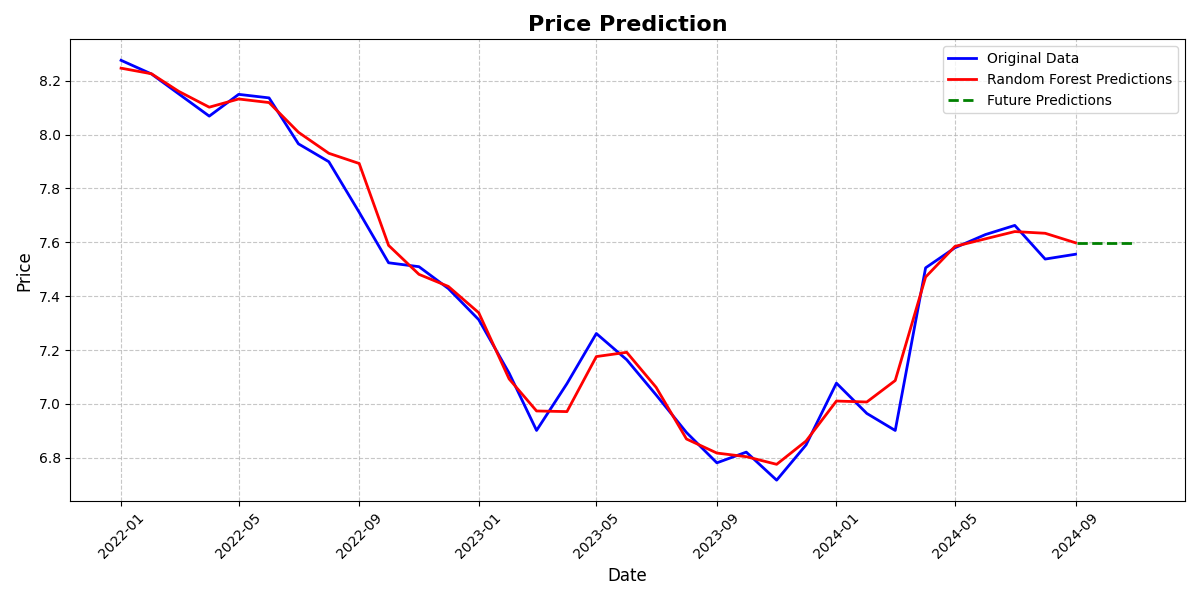 Price Prediction
Original Data
Random Forest Predictions
Future Predictions
Price
8.2
8.0
7.8
7.6
7.4
7.2
7.0
6.8
2022-01
2022-05
2022-09
2023-01
2023-05
2023-09
2024-01
2024-05
2024-09
Date